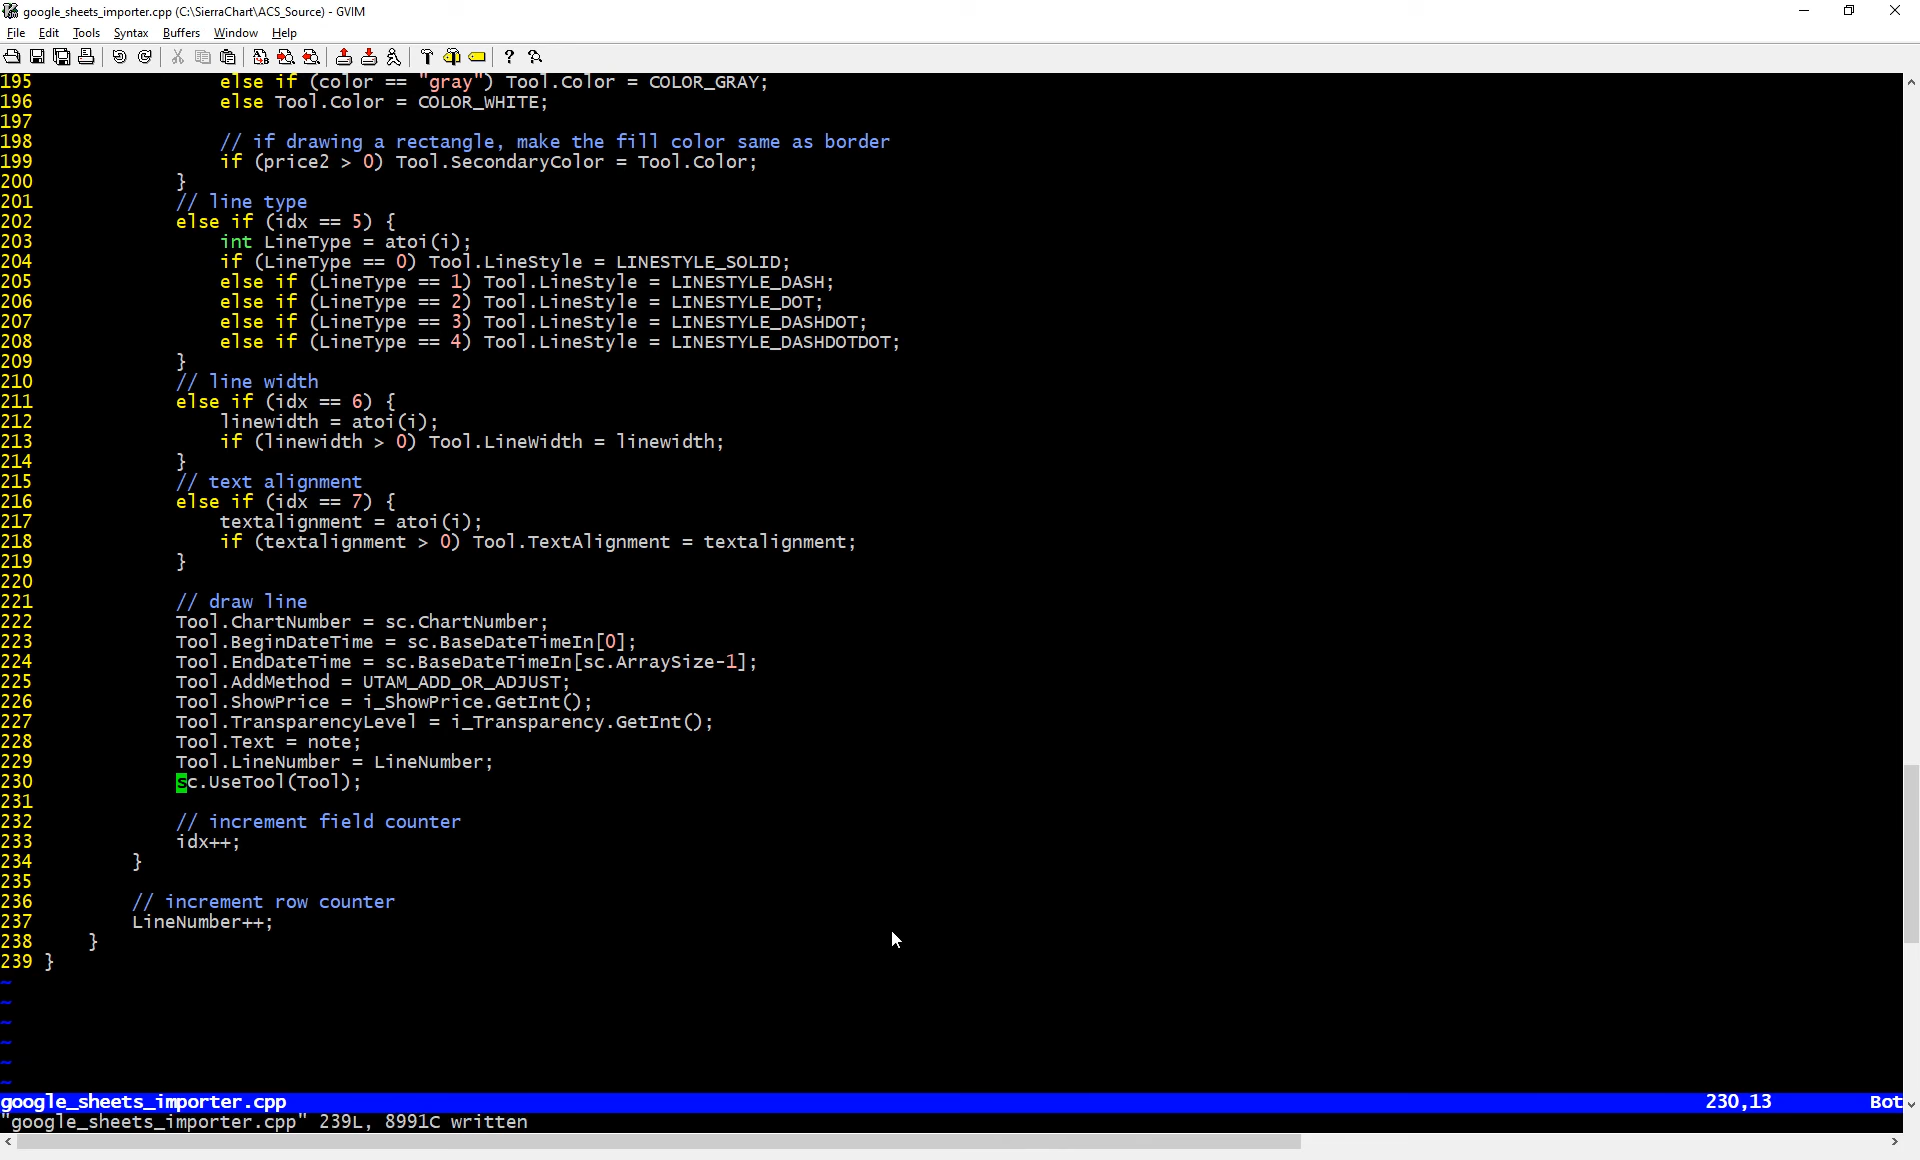 google_sheets_importer.cpp (C:\SierraChart\ACS_Source) - GVIM
File Edit Tools Syntax Buffers Window Help
195                 else if (color == "gray") Tool.Color = COLOR_GRAY;
196                 else Tool.Color = COLOR_WHITE;
197
198                 // if drawing a rectangle, make the fill color same as border
199                 if (price2 > 0) Tool.SecondaryColor = Tool.Color;
200             }
201             // line type
202             else if (idx == 5) {
203                 int LineType = atoi(i);
204                 if (LineType == 0) Tool.LineStyle = LINESTYLE_SOLID;
205                 else if (LineType == 1) Tool.LineStyle = LINESTYLE_DASH;
206                 else if (LineType == 2) Tool.LineStyle = LINESTYLE_DOT;
207                 else if (LineType == 3) Tool.LineStyle = LINESTYLE_DASHDOT;
208                 else if (LineType == 4) Tool.LineStyle = LINESTYLE_DASHDOTDOT;
209             }
210             // line width
211             else if (idx == 6) {
212                 linewidth = atoi(i);
213                 if (linewidth > 0) Tool.LineWidth = linewidth;
214             }
215             // text alignment
216             else if (idx == 7) {
217                 textalignment = atoi(i);
218                 if (textalignment > 0) Tool.TextAlignment = textalignment;
219             }
220
221             // draw line
222             Tool.ChartNumber = sc.ChartNumber;
223             Tool.BeginDateTime = sc.BaseDateTimeIn[0];
224             Tool.EndDateTime = sc.BaseDateTimeIn[sc.ArraySize-1];
225             Tool.AddMethod = UTAM_ADD_OR_ADJUST;
226             Tool.ShowPrice = i_ShowPrice.GetInt();
227             Tool.TransparencyLevel = i_Transparency.GetInt();
228             Tool.Text = note;
229             Tool.LineNumber = LineNumber;
230             sc.UseTool(Tool);
231
232             // increment field counter
233             idx++;
234         }
235
236         // increment row counter
237         LineNumber++;
238     }
239 }
~
~
~
~
~
~
google_sheets_importer.cpp 230,13 Bot
"google_sheets_importer.cpp" 239L, 8991C written